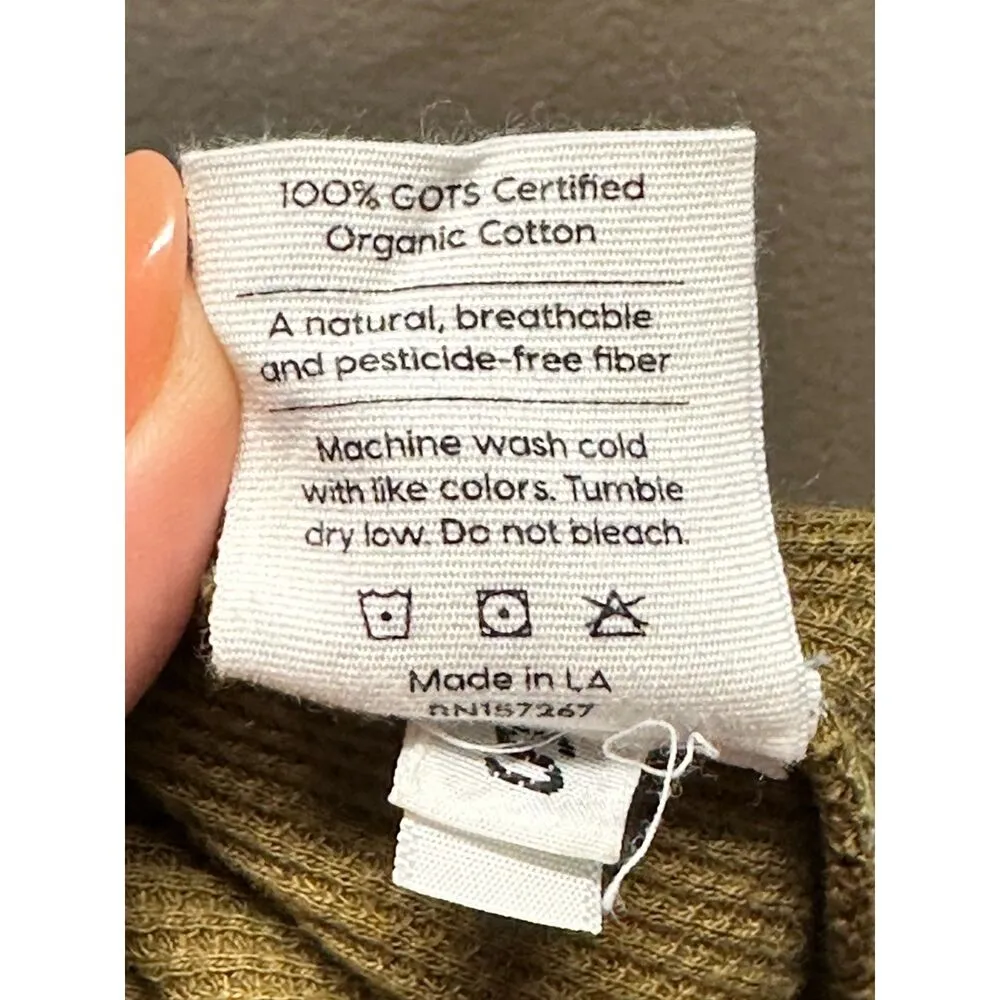 100% GOTS Certified
Organic Cotton
A natural, breathable
and pesticide-free fiber
Machine wash cold
with like colors. Tumble
dry low. Do not bleach.
Made in LA
RN157267